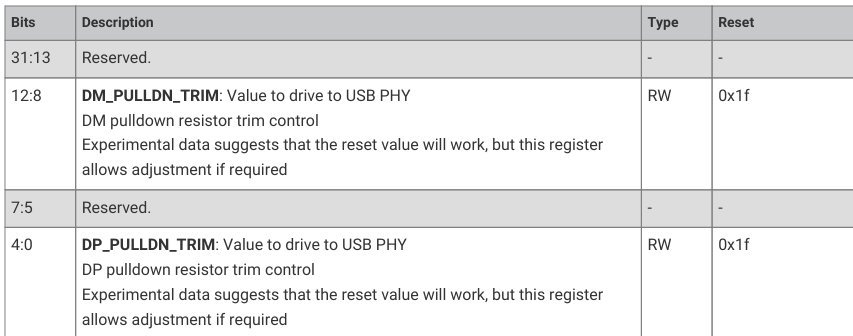 Bits Description Type Reset
31:13 Reserved. - -
12:8 DM_PULLDN_TRIM: Value to drive to USB PHY RW 0x1f
DM pulldown resistor trim control
Experimental data suggests that the reset value will work, but this register
allows adjustment if required
7:5 Reserved. - -
4:0 DP_PULLDN_TRIM: Value to drive to USB PHY RW 0x1f
DP pulldown resistor trim control
Experimental data suggests that the reset value will work, but this register
allows adjustment if required